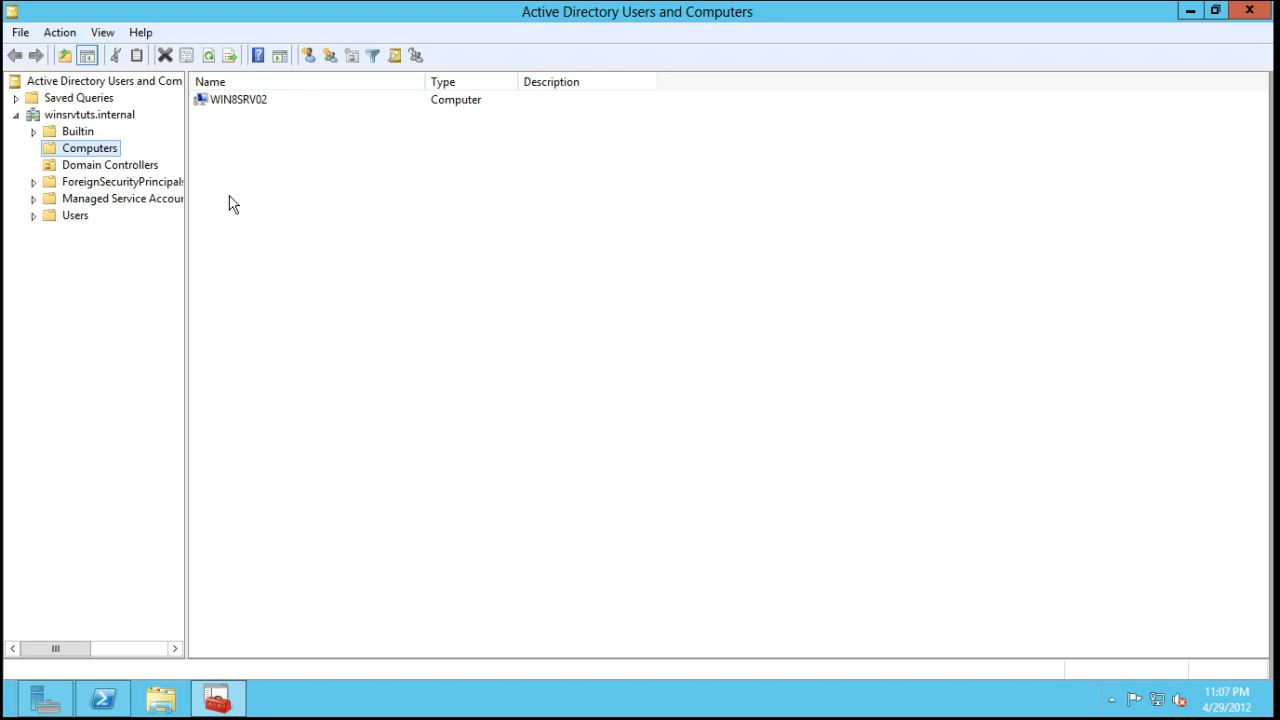 Active Directory Users and Computers
File Action View Help
Active Directory Users and Com
Saved Queries
winsrvtuts.internal
Builtin
Computers
Domain Controllers
ForeignSecurityPrincipals
Managed Service Accour
Users
Name Type Description
WIN8SRV02 Computer
11:07 PM
4/29/2012